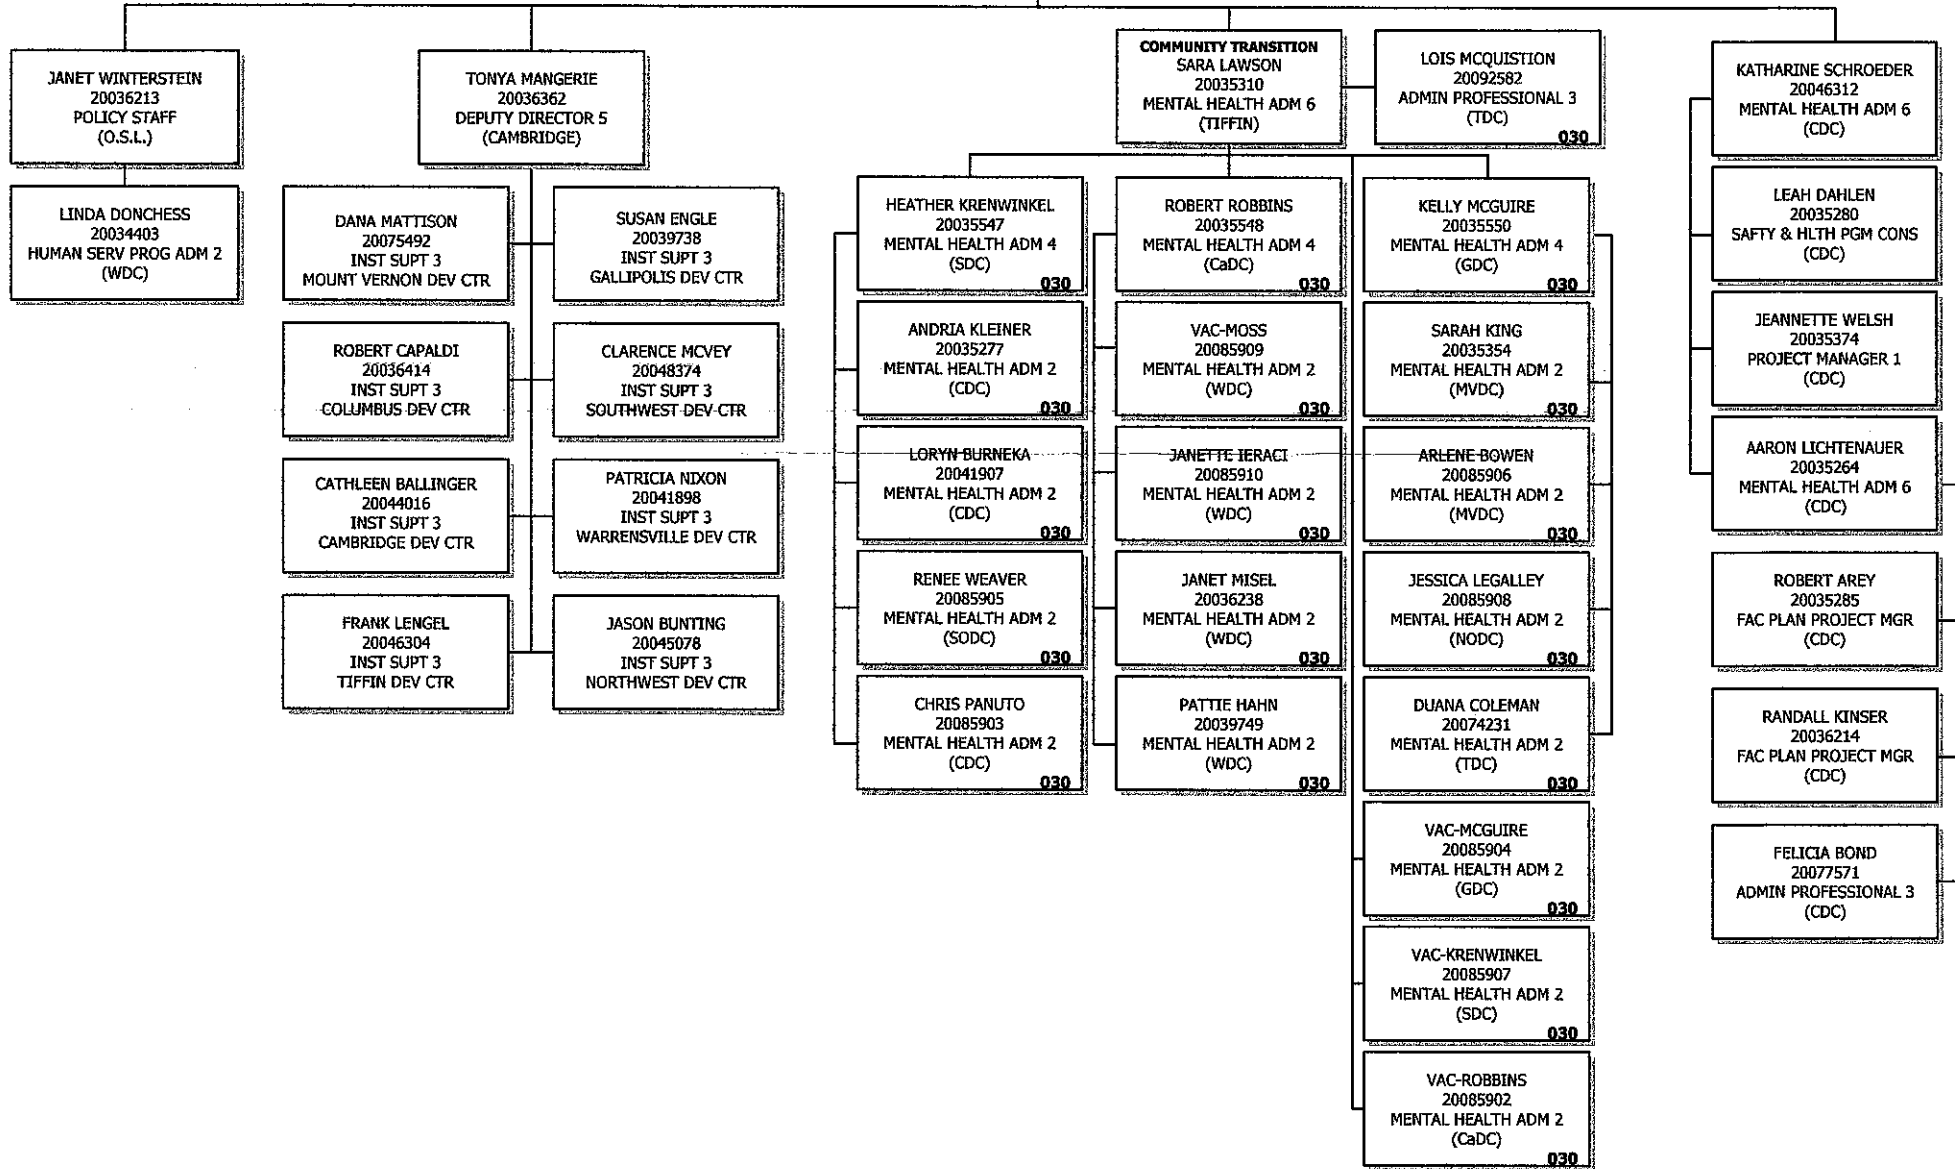 JANET WINTERSTEIN
20036213
POLICY STAFF
(O.S.L.)
LINDA DONCHESS
20034403
HUMAN SERV PROG ADM 2
(WDC)
TONYA MANGERIE
20036362
DEPUTY DIRECTOR 5
(CAMBRIDGE)
DANA MATTISON
20075492
INST SUPT 3
MOUNT VERNON DEV CTR
SUSAN ENGLE
20039738
INST SUPT 3
GALLIPOLIS DEV CTR
ROBERT CAPALDI
20036414
INST SUPT 3
COLUMBUS DEV CTR
CLARENCE MCVEY
20048374
INST SUPT 3
SOUTHWEST DEV CTR
CATHLEEN BALLINGER
20044016
INST SUPT 3
CAMBRIDGE DEV CTR
PATRICIA NIXON
20041898
INST SUPT 3
WARRENSVILLE DEV CTR
FRANK LENGEL
20046304
INST SUPT 3
TIFFIN DEV CTR
JASON BUNTING
20045078
INST SUPT 3
NORTHWEST DEV CTR
COMMUNITY TRANSITION
SARA LAWSON
20035310
MENTAL HEALTH ADM 6
(TIFFIN)
LOIS MCQUISTION
20092582
ADMIN PROFESSIONAL 3
(TDC)
030
HEATHER KRENWINKEL
20035547
MENTAL HEALTH ADM 4
(SDC)
030
ANDRIA KLEINER
20035277
MENTAL HEALTH ADM 2
(CDC)
030
LORYN BURNEKA
20041907
MENTAL HEALTH ADM 2
(CDC)
030
RENEE WEAVER
20085905
MENTAL HEALTH ADM 2
(SODC)
030
CHRIS PANUTO
20085903
MENTAL HEALTH ADM 2
(CDC)
030
ROBERT ROBBINS
20035548
MENTAL HEALTH ADM 4
(CaDC)
030
VAC-MOSS
20085909
MENTAL HEALTH ADM 2
(WDC)
030
JANETTE IERACI
20085910
MENTAL HEALTH ADM 2
(WDC)
030
JANET MISEL
20036238
MENTAL HEALTH ADM 2
(WDC)
030
PATTIE HAHN
20039749
MENTAL HEALTH ADM 2
(WDC)
030
KELLY MCGUIRE
20035550
MENTAL HEALTH ADM 4
(GDC)
030
SARAH KING
20035354
MENTAL HEALTH ADM 2
(MVDC)
030
ARLENE BOWEN
20085906
MENTAL HEALTH ADM 2
(MVDC)
030
JESSICA LEGALLEY
20085908
MENTAL HEALTH ADM 2
(NODC)
030
DUANA COLEMAN
20074231
MENTAL HEALTH ADM 2
(TDC)
030
VAC-MCGUIRE
20085904
MENTAL HEALTH ADM 2
(GDC)
030
VAC-KRENWINKEL
20085907
MENTAL HEALTH ADM 2
(SDC)
030
VAC-ROBBINS
20085902
MENTAL HEALTH ADM 2
(CaDC)
030
KATHARINE SCHROEDER
20046312
MENTAL HEALTH ADM 6
(CDC)
LEAH DAHLEN
20035280
SAFTY & HLTH PGM CONS
(CDC)
JEANNETTE WELSH
20035374
PROJECT MANAGER 1
(CDC)
AARON LICHTENAUER
20035264
MENTAL HEALTH ADM 6
(CDC)
ROBERT AREY
20035285
FAC PLAN PROJECT MGR
(CDC)
RANDALL KINSER
20036214
FAC PLAN PROJECT MGR
(CDC)
FELICIA BOND
20077571
ADMIN PROFESSIONAL 3
(CDC)